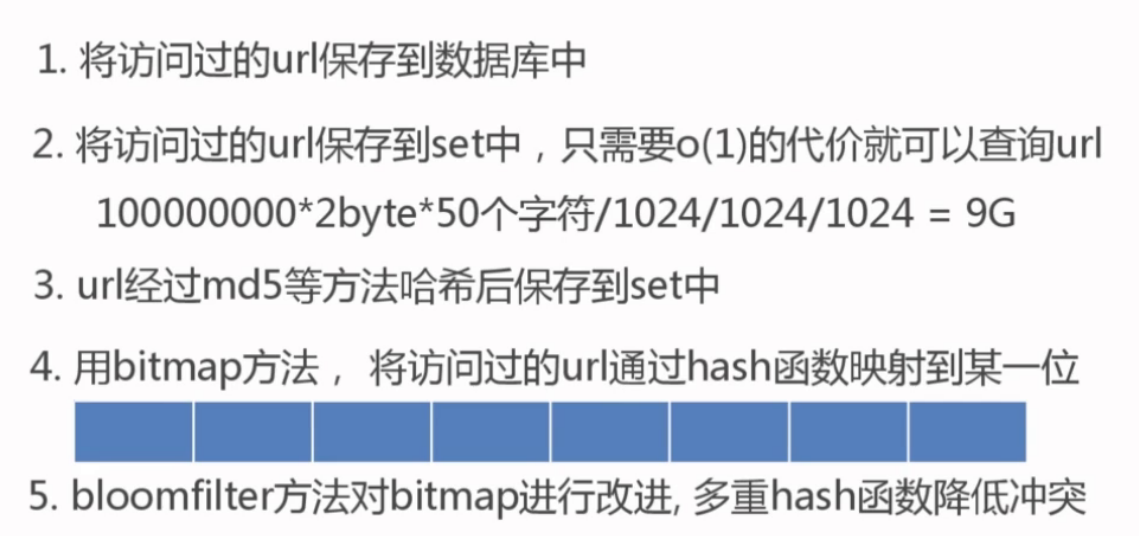 1. 将访问过的url保存到数据库中
2. 将访问过的url保存到set中，只需要o(1)的代价就可以查询url
100000000*2byte*50个字符/1024/1024/1024 = 9G
3. url经过md5等方法哈希后保存到set中
4. 用bitmap方法， 将访问过的url通过hash函数映射到某一位
5. bloomfilter方法对bitmap进行改进, 多重hash函数降低冲突